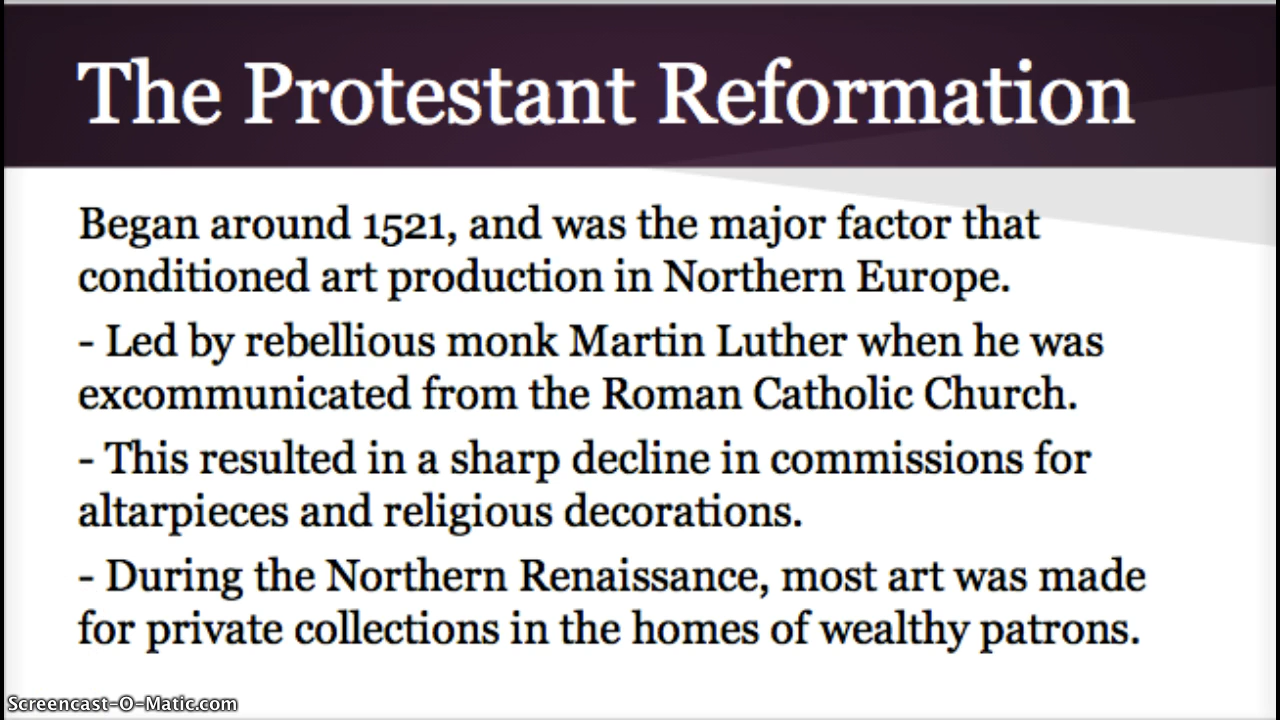 The Protestant Reformation
Began around 1521, and was the major factor that
conditioned art production in Northern Europe.
- Led by rebellious monk Martin Luther when he was
excommunicated from the Roman Catholic Church.
- This resulted in a sharp decline in commissions for
altarpieces and religious decorations.
- During the Northern Renaissance, most art was made
for private collections in the homes of wealthy patrons.
Screencast-O-Matic.com